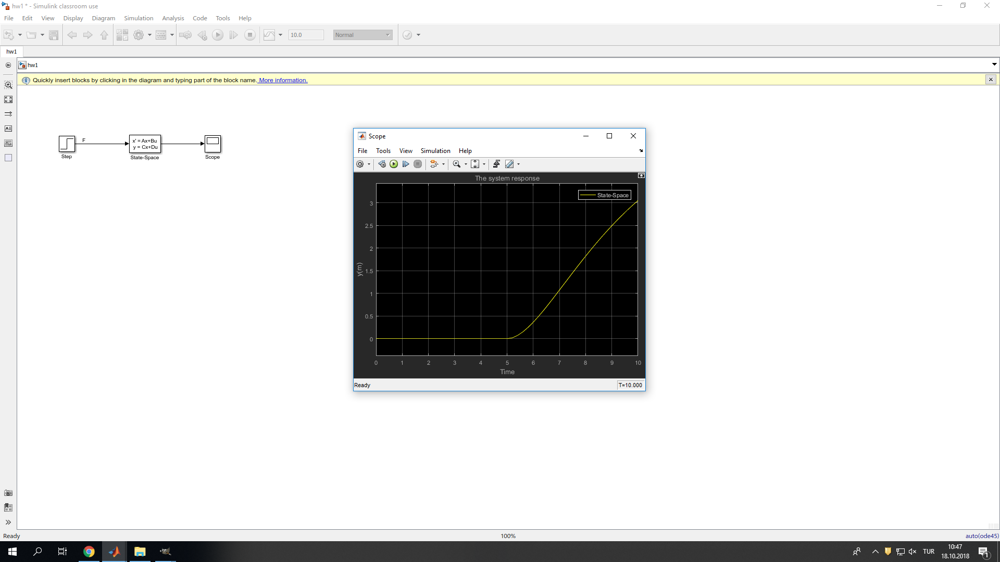 hw1 * - Simulink classroom use
File Edit View Display Diagram Simulation Analysis Code Tools Help
10.0 Normal
hw1
hw1
Quickly insert blocks by clicking in the diagram and typing part of the block name. More information.
F
x' = Ax+Bu
y = Cx+Du
Step
State-Space
Scope
Scope
File Tools View Simulation Help
The system response
State-Space
3
2.5
2
1.5
1
0.5
0
y(m)
0 1 2 3 4 5 6 7 8 9 10
Time
Ready T=10.000
Ready 100% auto(ode45)
TUR
10:47
18.10.2018
1